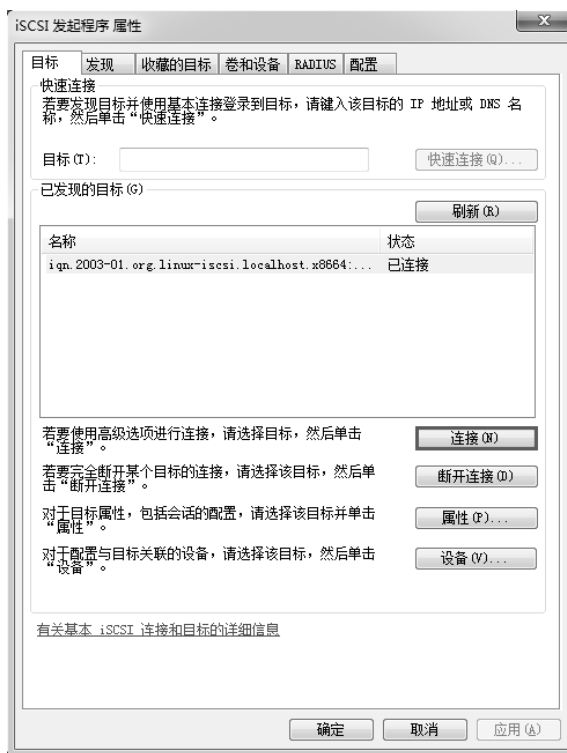 iSCSI 发起程序 属性
目标 发现 收藏的目标 卷和设备 RADIUS 配置
快速连接
若要发现目标并使用基本连接登录到目标，请键入该目标的 IP 地址或 DNS 名
称，然后单击“快速连接”。
目标(T): 快速连接(Q)...
已发现的目标(G)
刷新(R)
名称 状态
iqn.2003-01.org.linux-iscsi.localhost.x8664:... 已连接
若要使用高级选项进行连接，请选择目标，然后单击
“连接”。
连接(N)
若要完全断开某个目标的连接，请选择该目标，然后单
击“断开连接”。
断开连接(D)
对于目标属性，包括会话的配置，请选择该目标并单击
“属性”。
属性(P)...
对于配置与目标关联的设备，请选择该目标，然后单击
“设备”。
设备(V)...
有关基本 iSCSI 连接和目标的详细信息
确定 取消 应用(A)